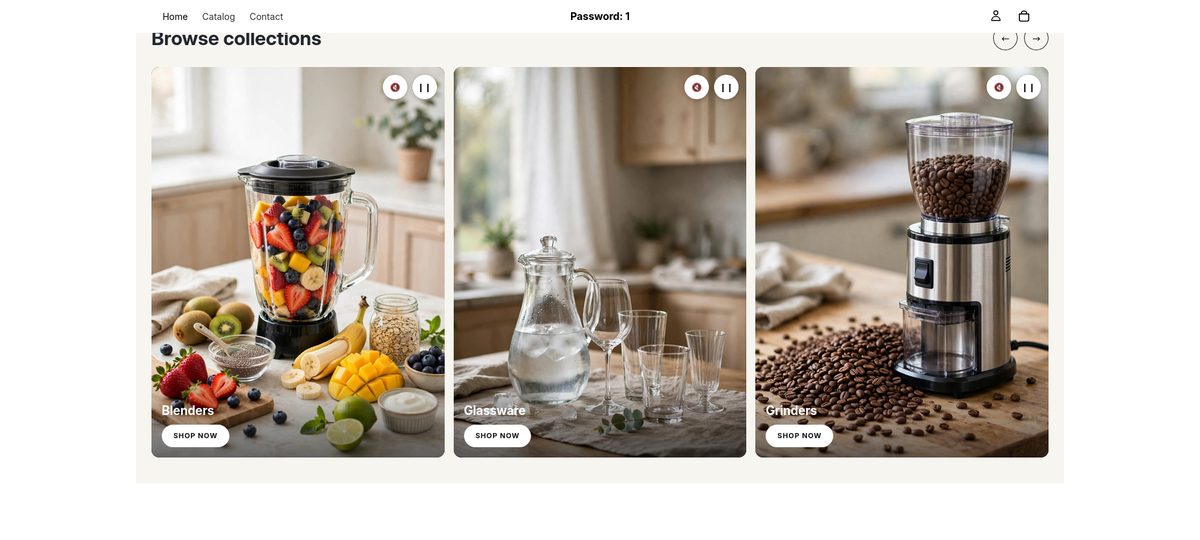 Home Catalog Contact
Password: 1
Browse collections
← →
Blenders
SHOP NOW
Glassware
SHOP NOW
Grinders
SHOP NOW